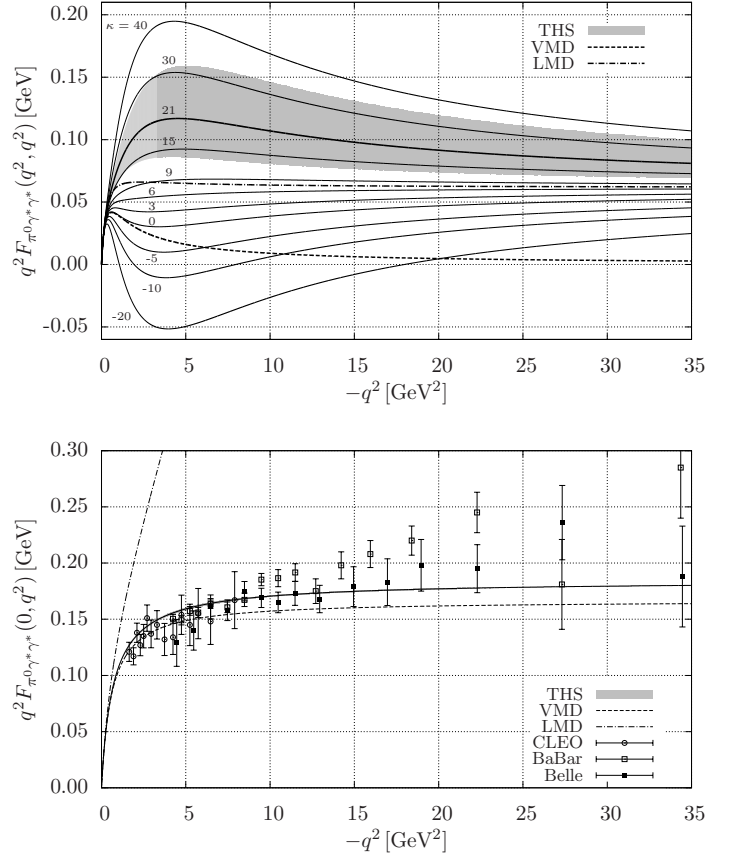 κ = 40
30
21
15
9
6
3
0
-5
-10
-20
THS
VMD
LMD
0.20
0.15
0.10
0.05
0.00
-0.05
q²F_{π⁰γ*γ*}(q², q²) [GeV]
0 5 10 15 20 25 30 35
−q² [GeV²]
0.30
0.25
0.20
0.15
0.10
0.05
0.00
q²F_{π⁰γ*γ*}(0, q²) [GeV]
THS
VMD
LMD
CLEO
BaBar
Belle
0 5 10 15 20 25 30 35
−q² [GeV²]